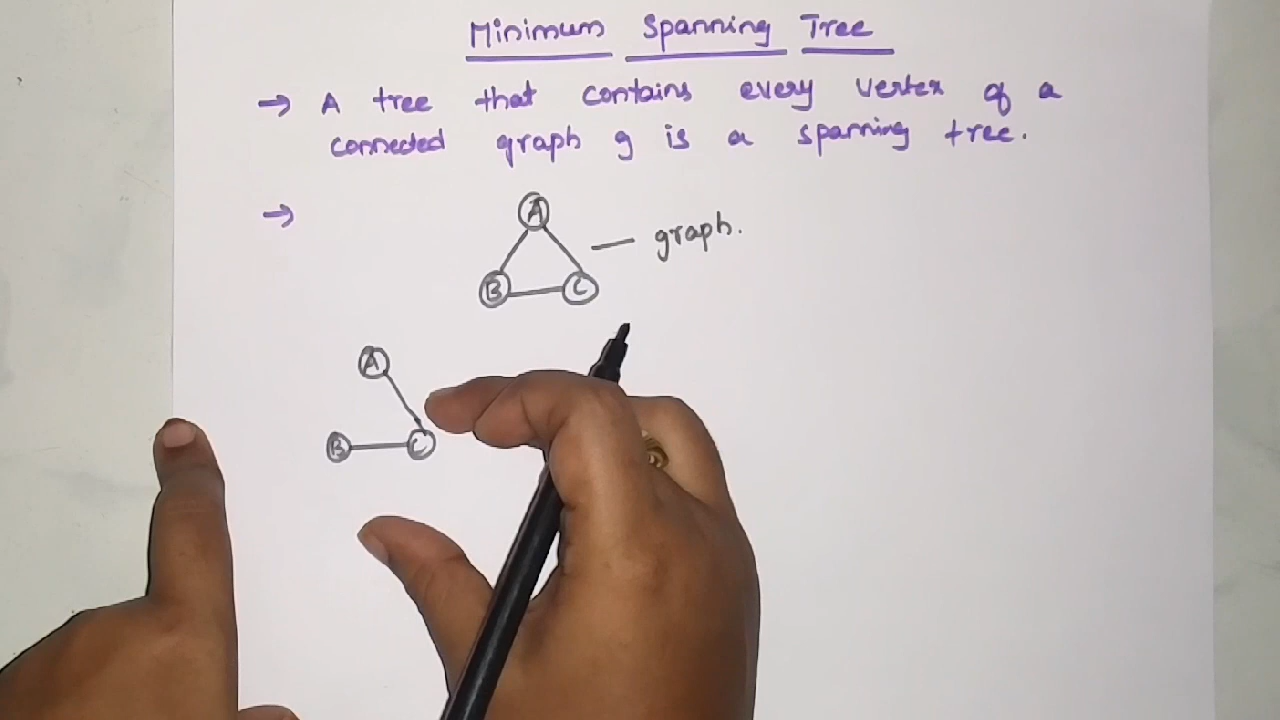 Minimum Spanning Tree
→ A tree that contains every vertex of a
connected graph g is a spanning tree.
→
A
B C
graph.
A
B C